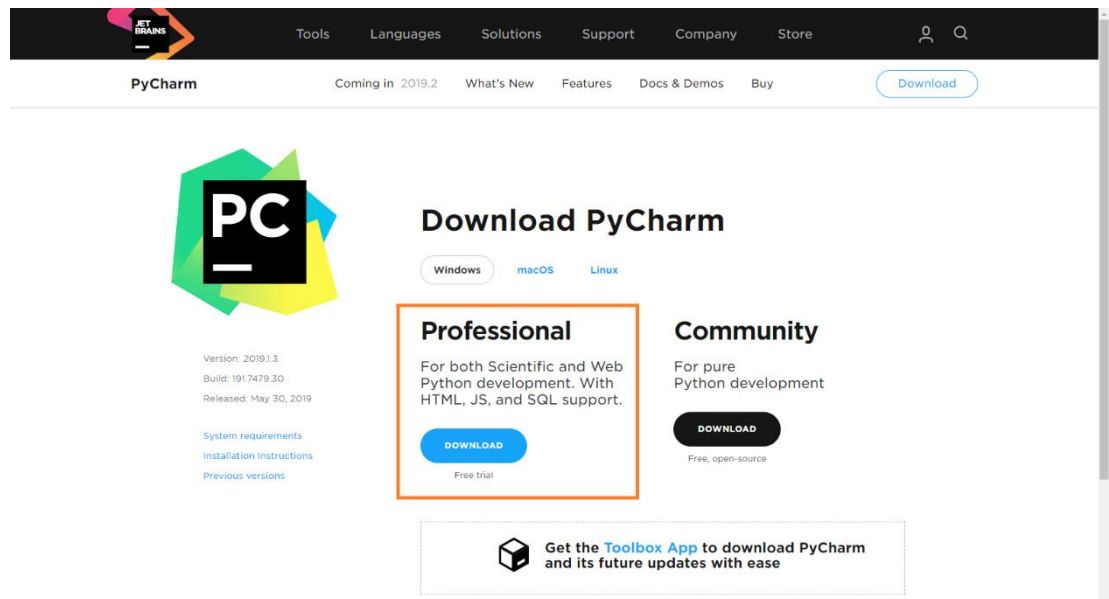 JET
BRAINS
Tools Languages Solutions Support Company Store
PyCharm Coming in 2019.2 What's New Features Docs & Demos Buy Download
PC
Download PyCharm
Windows macOS Linux
Professional
For both Scientific and Web
Python development. With
HTML, JS, and SQL support.
DOWNLOAD
Free trial
Community
For pure
Python development
DOWNLOAD
Free, open-source
Version: 2019.1.3
Build: 191.7479.30
Released: May 30, 2019
System requirements
Installation Instructions
Previous versions
Get the Toolbox App to download PyCharm
and its future updates with ease